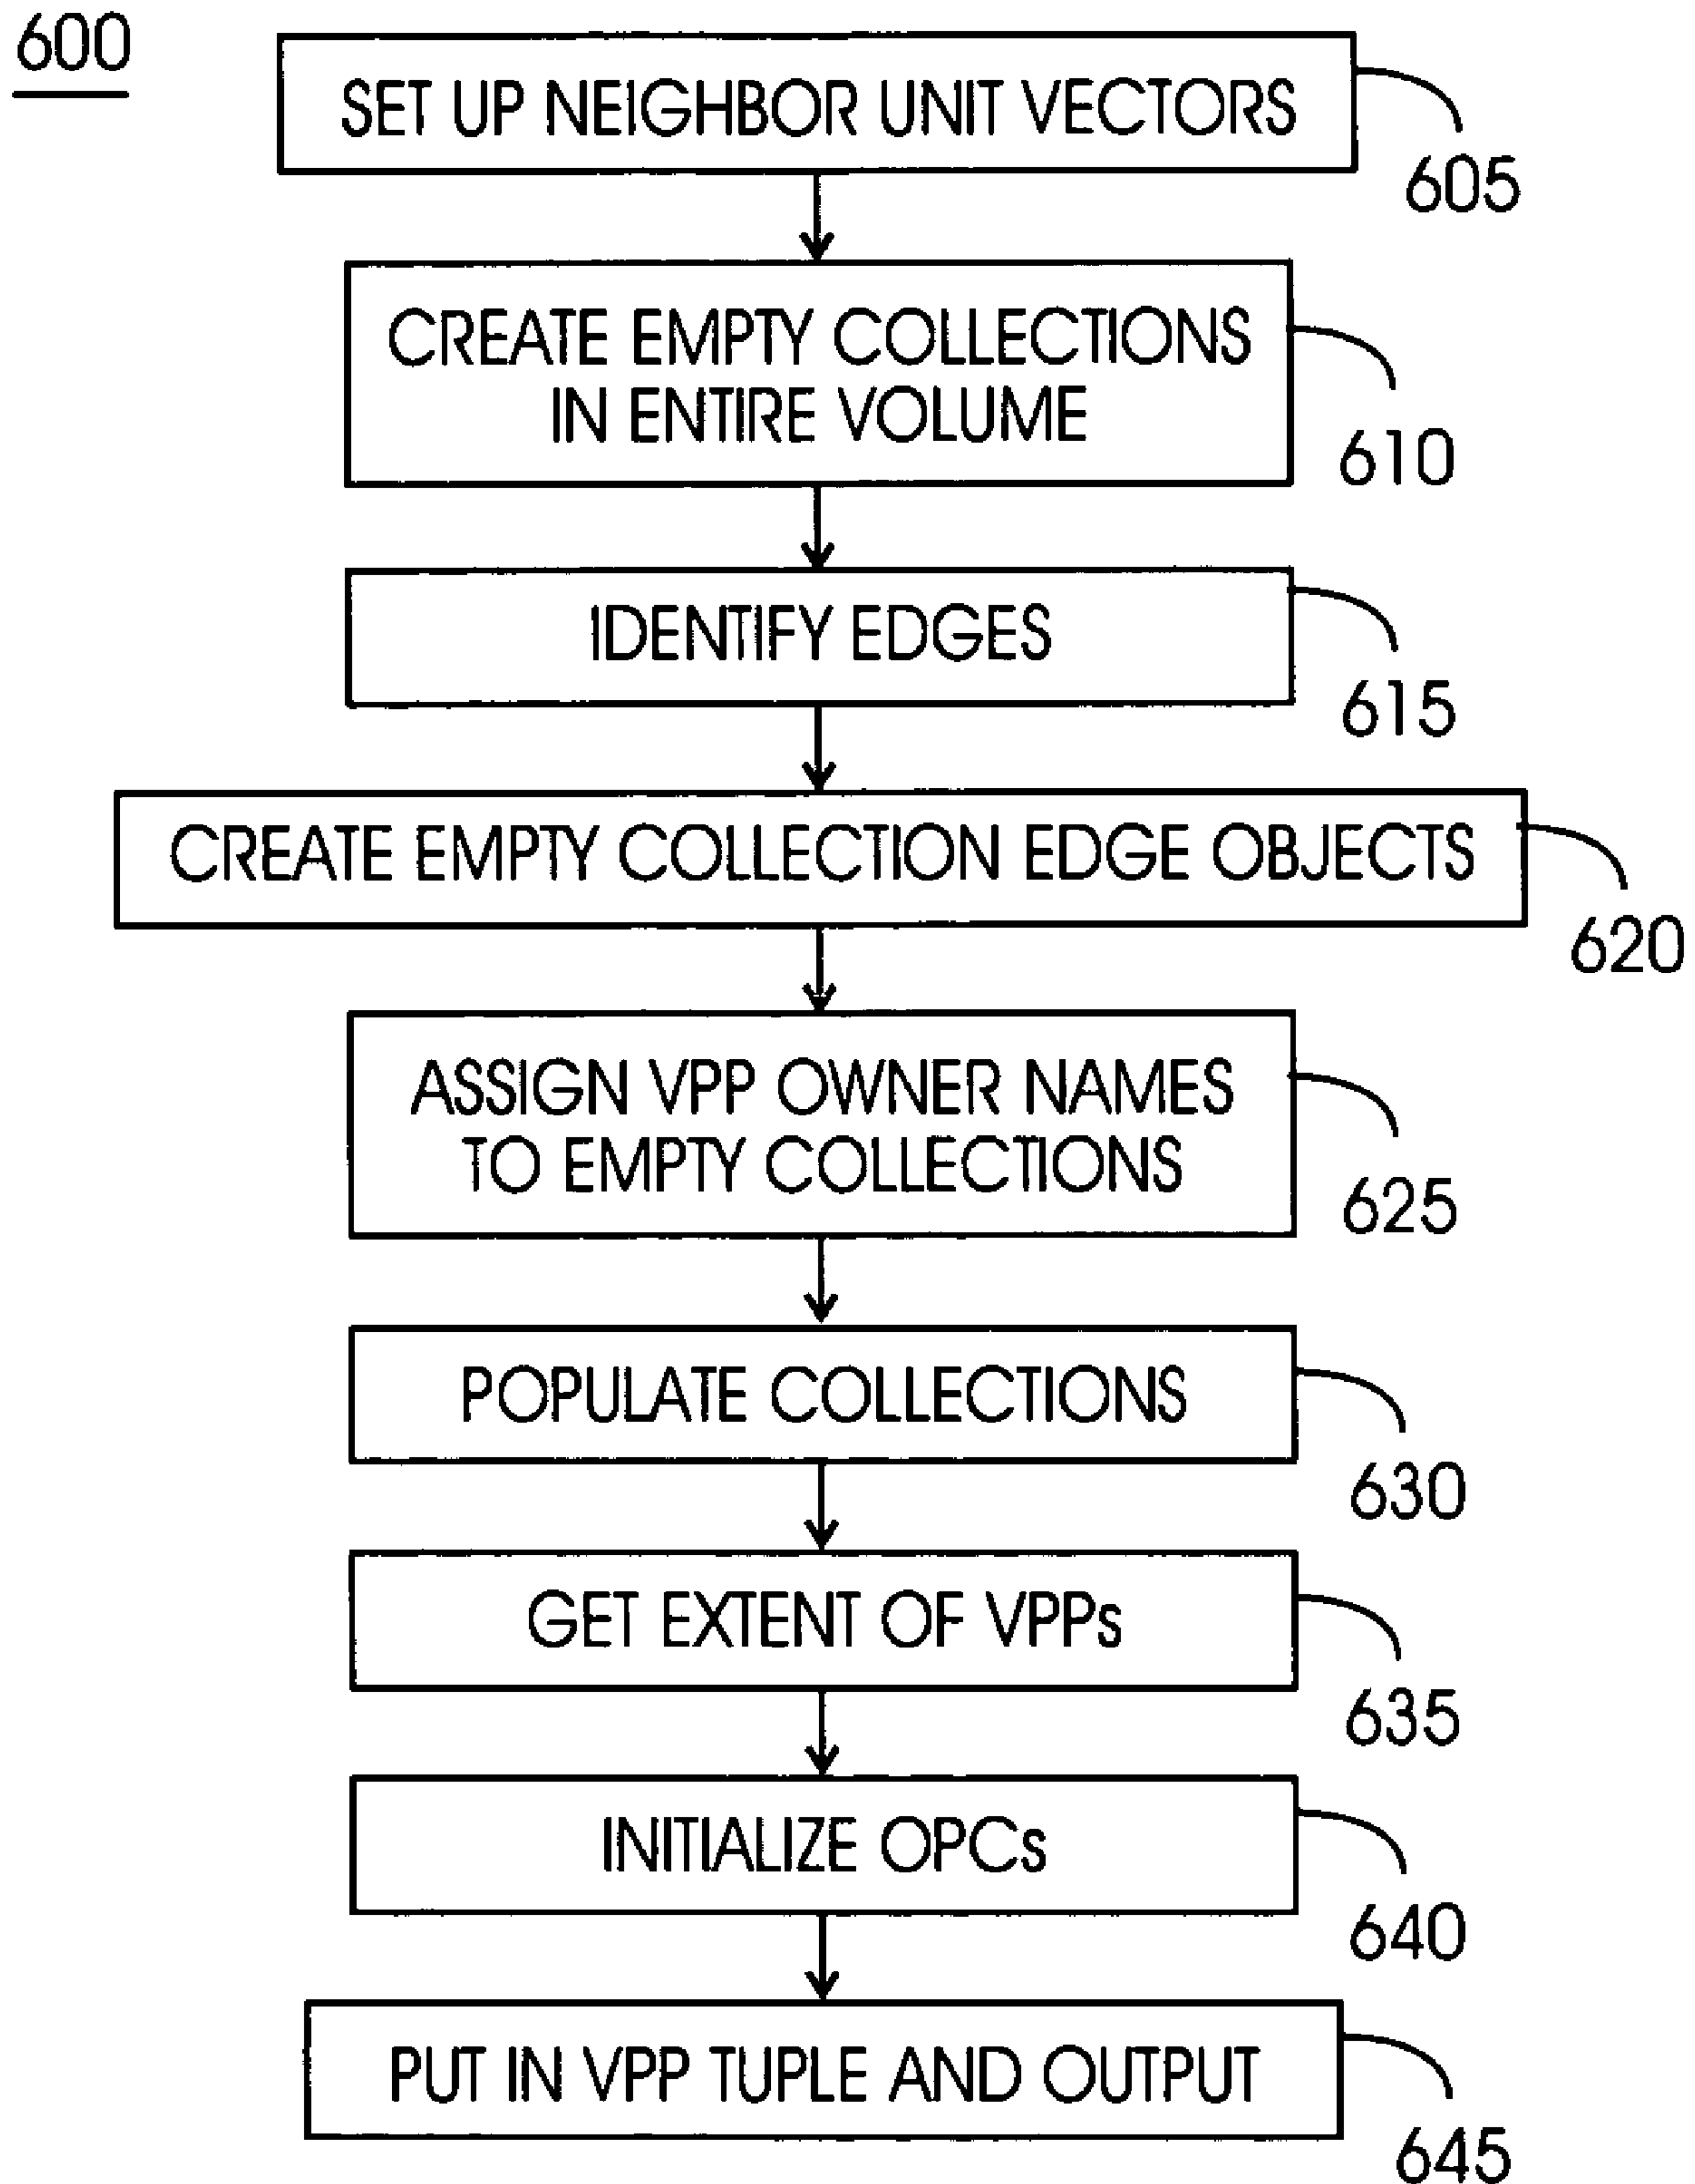 600
SET UP NEIGHBOR UNIT VECTORS
605
CREATE EMPTY COLLECTIONS
IN ENTIRE VOLUME
610
IDENTIFY EDGES
615
CREATE EMPTY COLLECTION EDGE OBJECTS
620
ASSIGN VPP OWNER NAMES
TO EMPTY COLLECTIONS
625
POPULATE COLLECTIONS
630
GET EXTENT OF VPPs
635
INITIALIZE OPCs
640
PUT IN VPP TUPLE AND OUTPUT
645